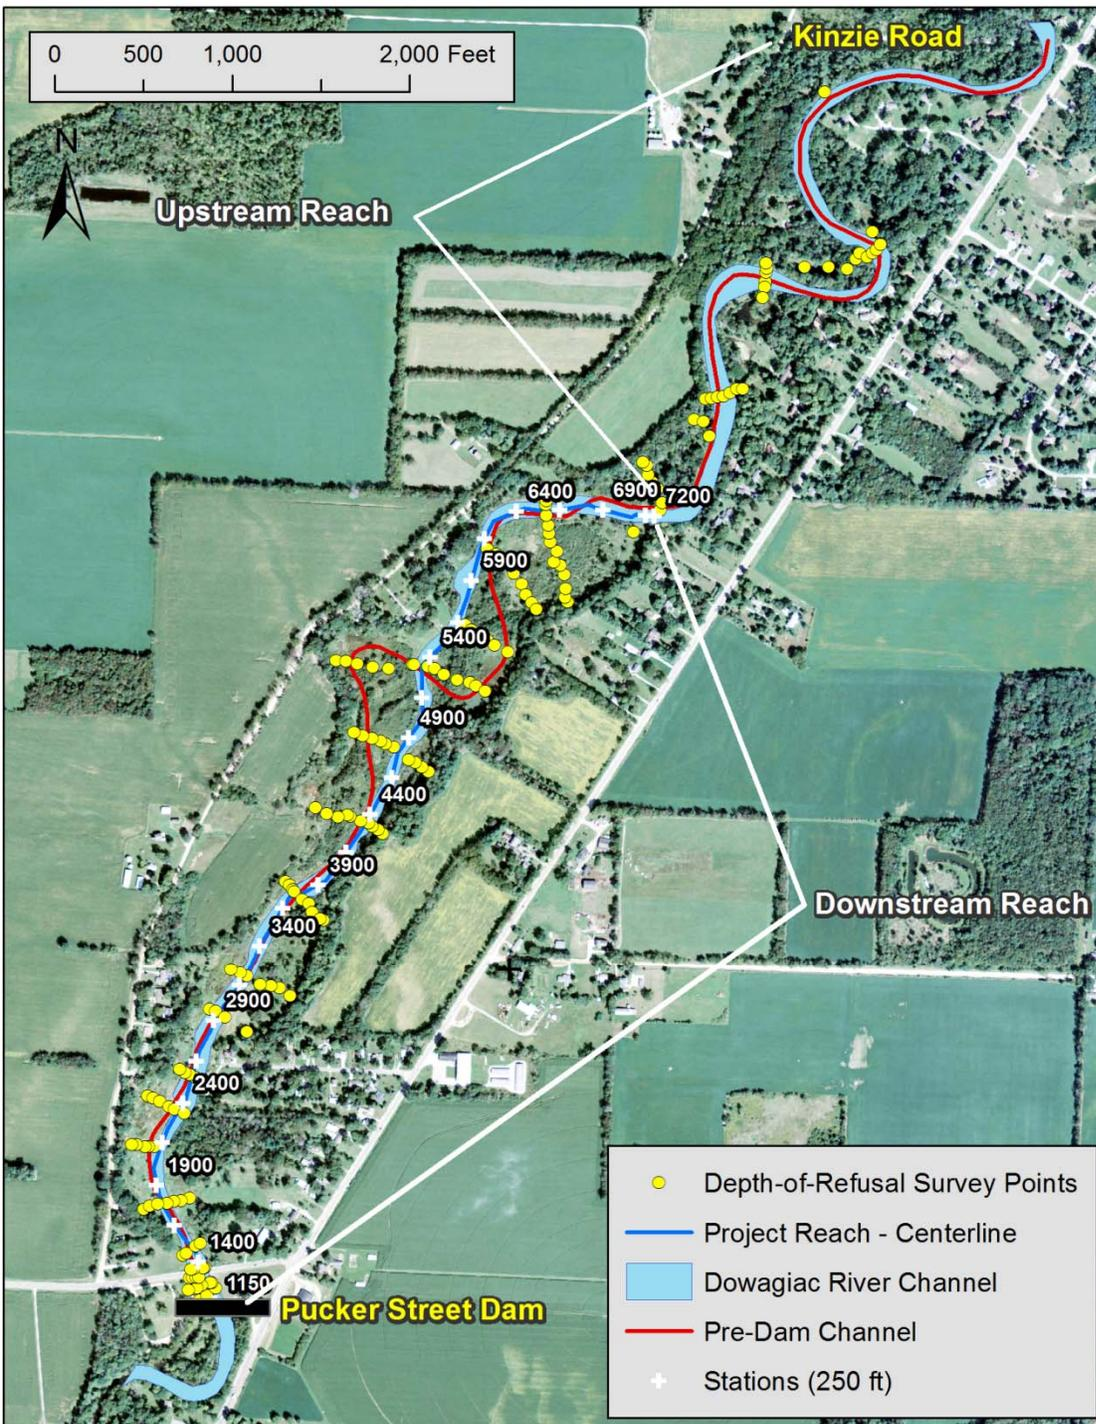 Kinzie Road
0 500 1,000 2,000 Feet
N
Upstream Reach
6400
6900
7200
5900
5400
4900
4400
3900
Downstream Reach
3400
2900
2400
1900
1400
1150
Pucker Street Dam
Depth-of-Refusal Survey Points
Project Reach - Centerline
Dowagiac River Channel
Pre-Dam Channel
Stations (250 ft)